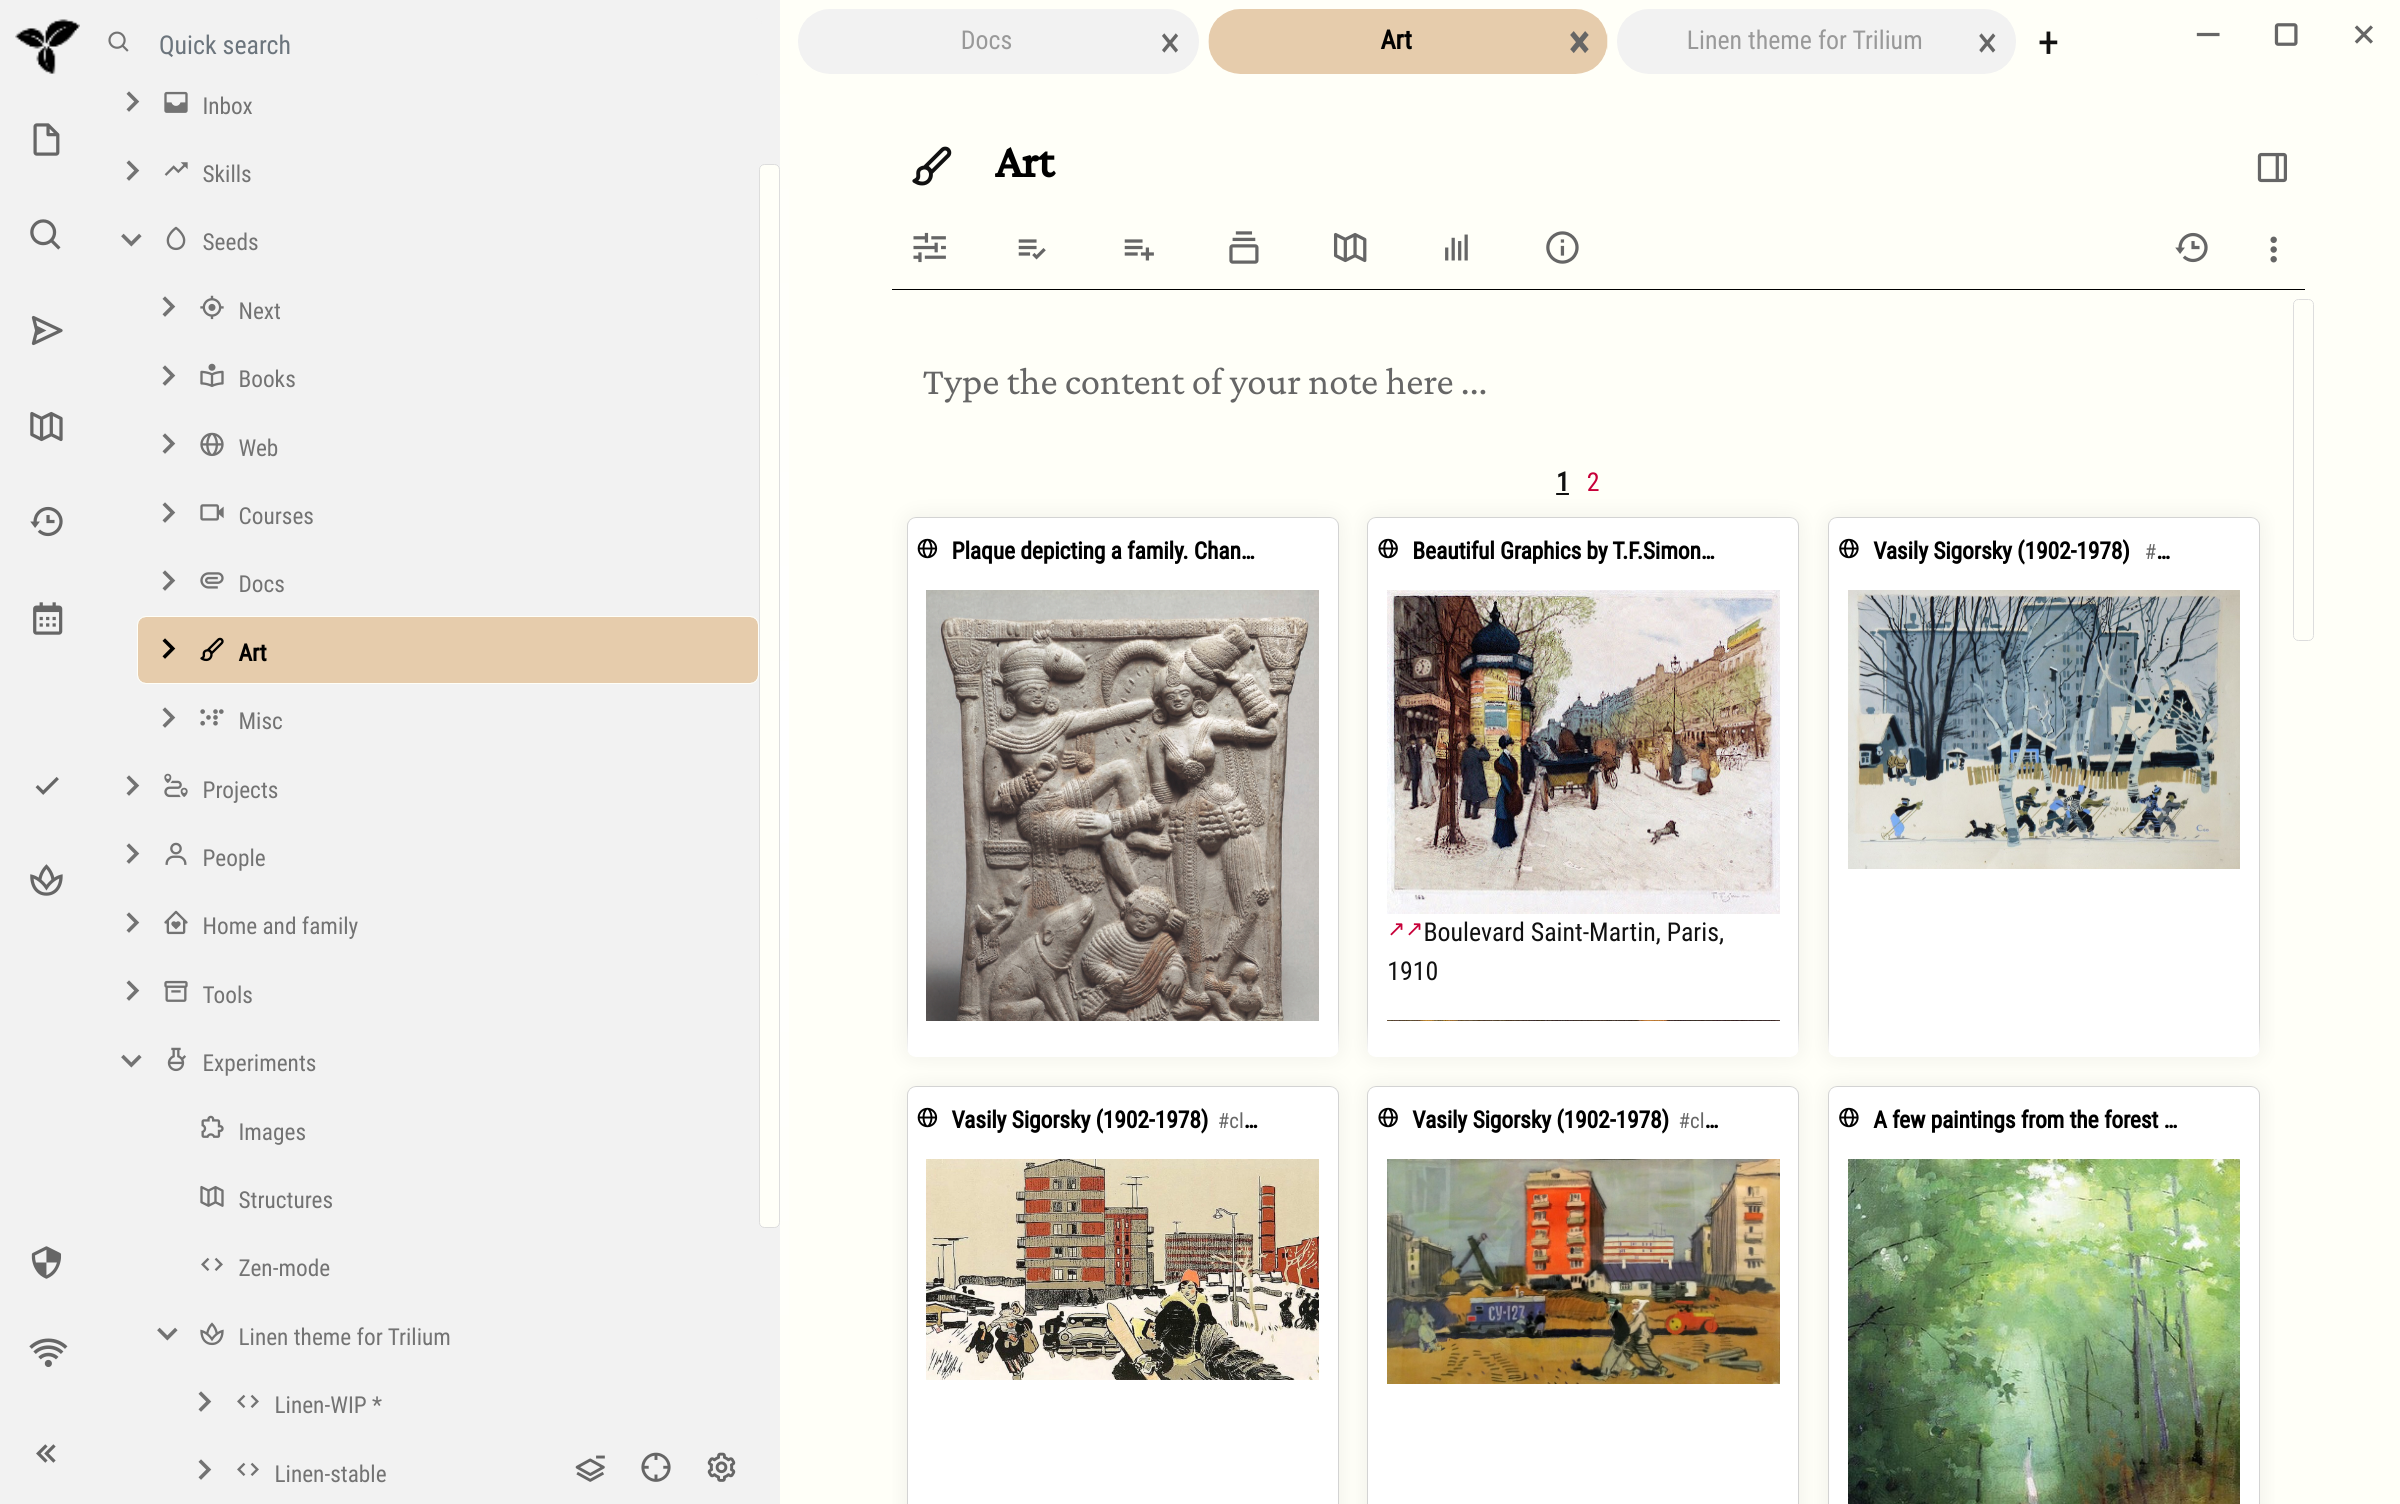 Quick search
Inbox
Skills
Seeds
Next
Books
Web
Courses
Docs
Art
Misc
Projects
People
Home and family
Tools
Experiments
Images
Structures
Zen-mode
Linen theme for Trilium
Linen-WIP *
Linen-stable
Docs
Art
Linen theme for Trilium
Art
Type the content of your note here ...
1 2
Plaque depicting a family. Chan...
Beautiful Graphics by T.F.Simon...
Boulevard Saint-Martin, Paris,
1910
Vasily Sigorsky (1902-1978) #...
Vasily Sigorsky (1902-1978) #cl...
Vasily Sigorsky (1902-1978) #cl...
СУ-127
A few paintings from the forest ...